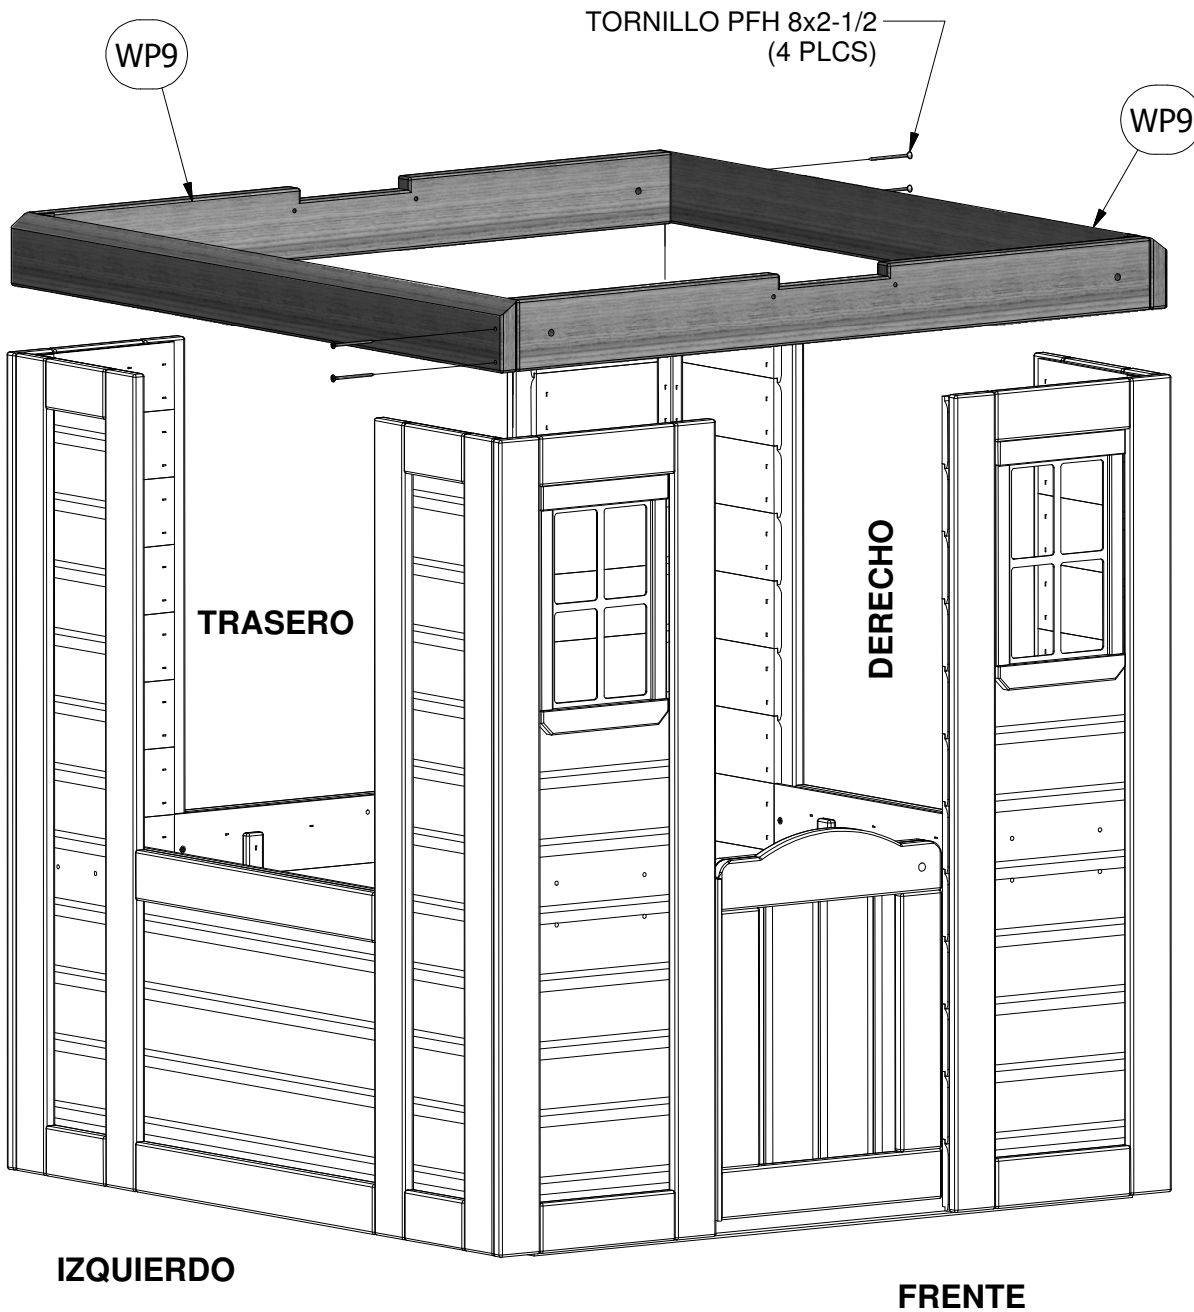 TORNILLO PFH 8x2-1/2
(4 PLCS)
WP9
WP9
DERECHO
TRASERO
IZQUIERDO
FRENTE